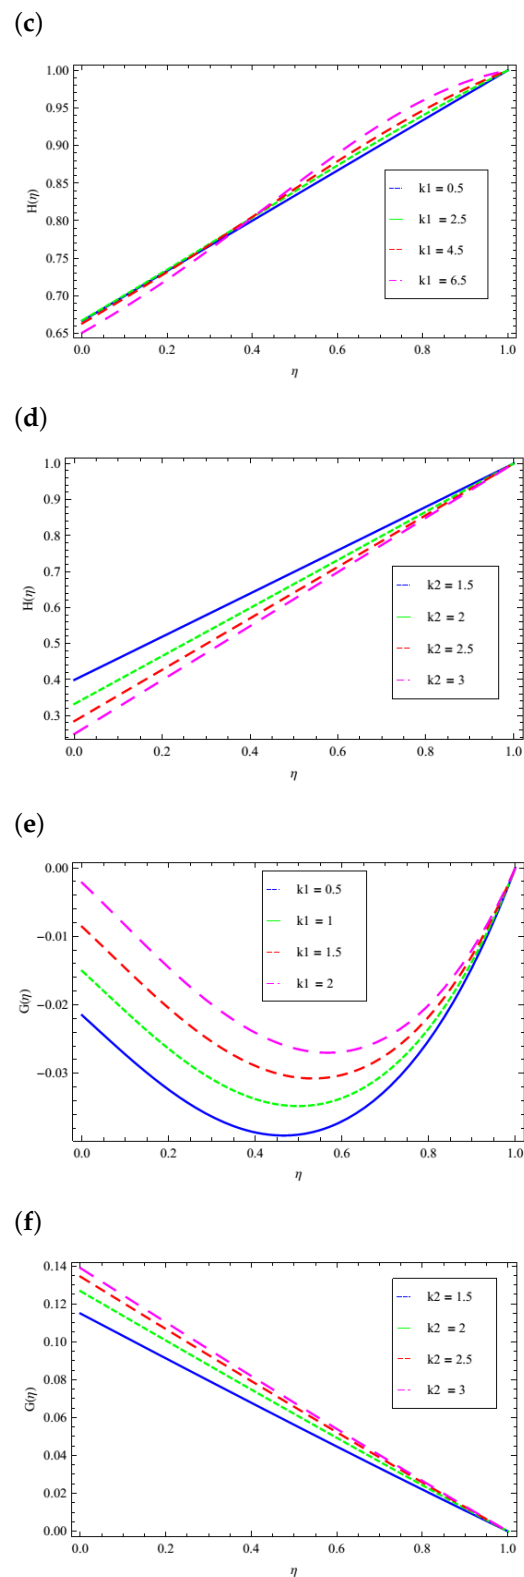 (c)
1.00
0.95
0.90
0.85
H(η)
0.80
0.75
0.70
0.65
k1 = 0.5
k1 = 2.5
k1 = 4.5
k1 = 6.5
0.0 0.2 0.4 0.6 0.8 1.0
η
(d)
1.0
0.9
0.8
0.7
H(η)
0.6
0.5
0.4
0.3
k2 = 1.5
k2 = 2
k2 = 2.5
k2 = 3
0.0 0.2 0.4 0.6 0.8 1.0
η
(e)
0.00
−0.01
G(η)
−0.02
−0.03
k1 = 0.5
k1 = 1
k1 = 1.5
k1 = 2
0.0 0.2 0.4 0.6 0.8 1.0
η
(f)
0.14
0.12
0.10
0.08
G(η)
0.06
0.04
0.02
0.00
k2 = 1.5
k2 = 2
k2 = 2.5
k2 = 3
0.0 0.2 0.4 0.6 0.8 1.0
η